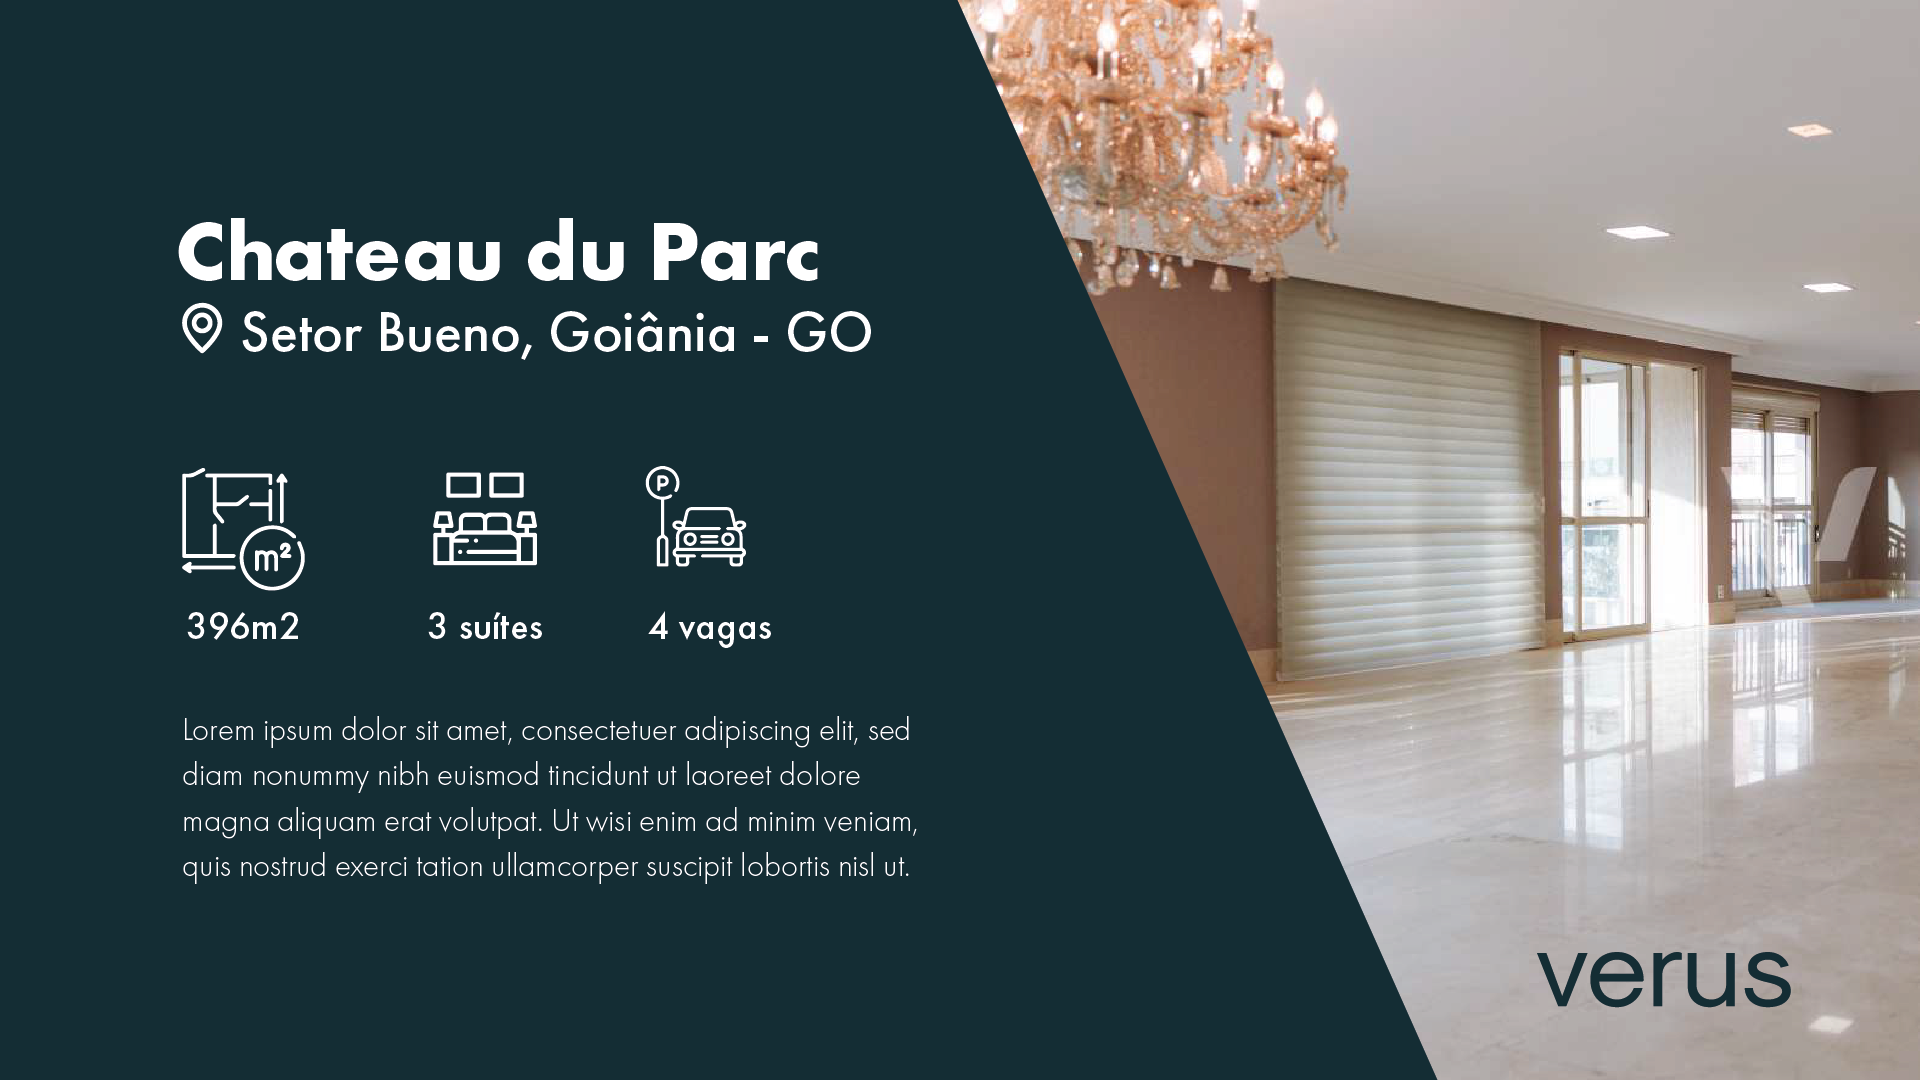 Chateau du Parc
Setor Bueno, Goiânia - GO
P
m²
396m2
3 suítes
4 vagas
Lorem ipsum dolor sit amet, consectetuer adipiscing elit, sed
diam nonummy nibh euismod tincidunt ut laoreet dolore
magna aliquam erat volutpat. Ut wisi enim ad minim veniam,
quis nostrud exerci tation ullamcorper suscipit lobortis nisl ut.
verus